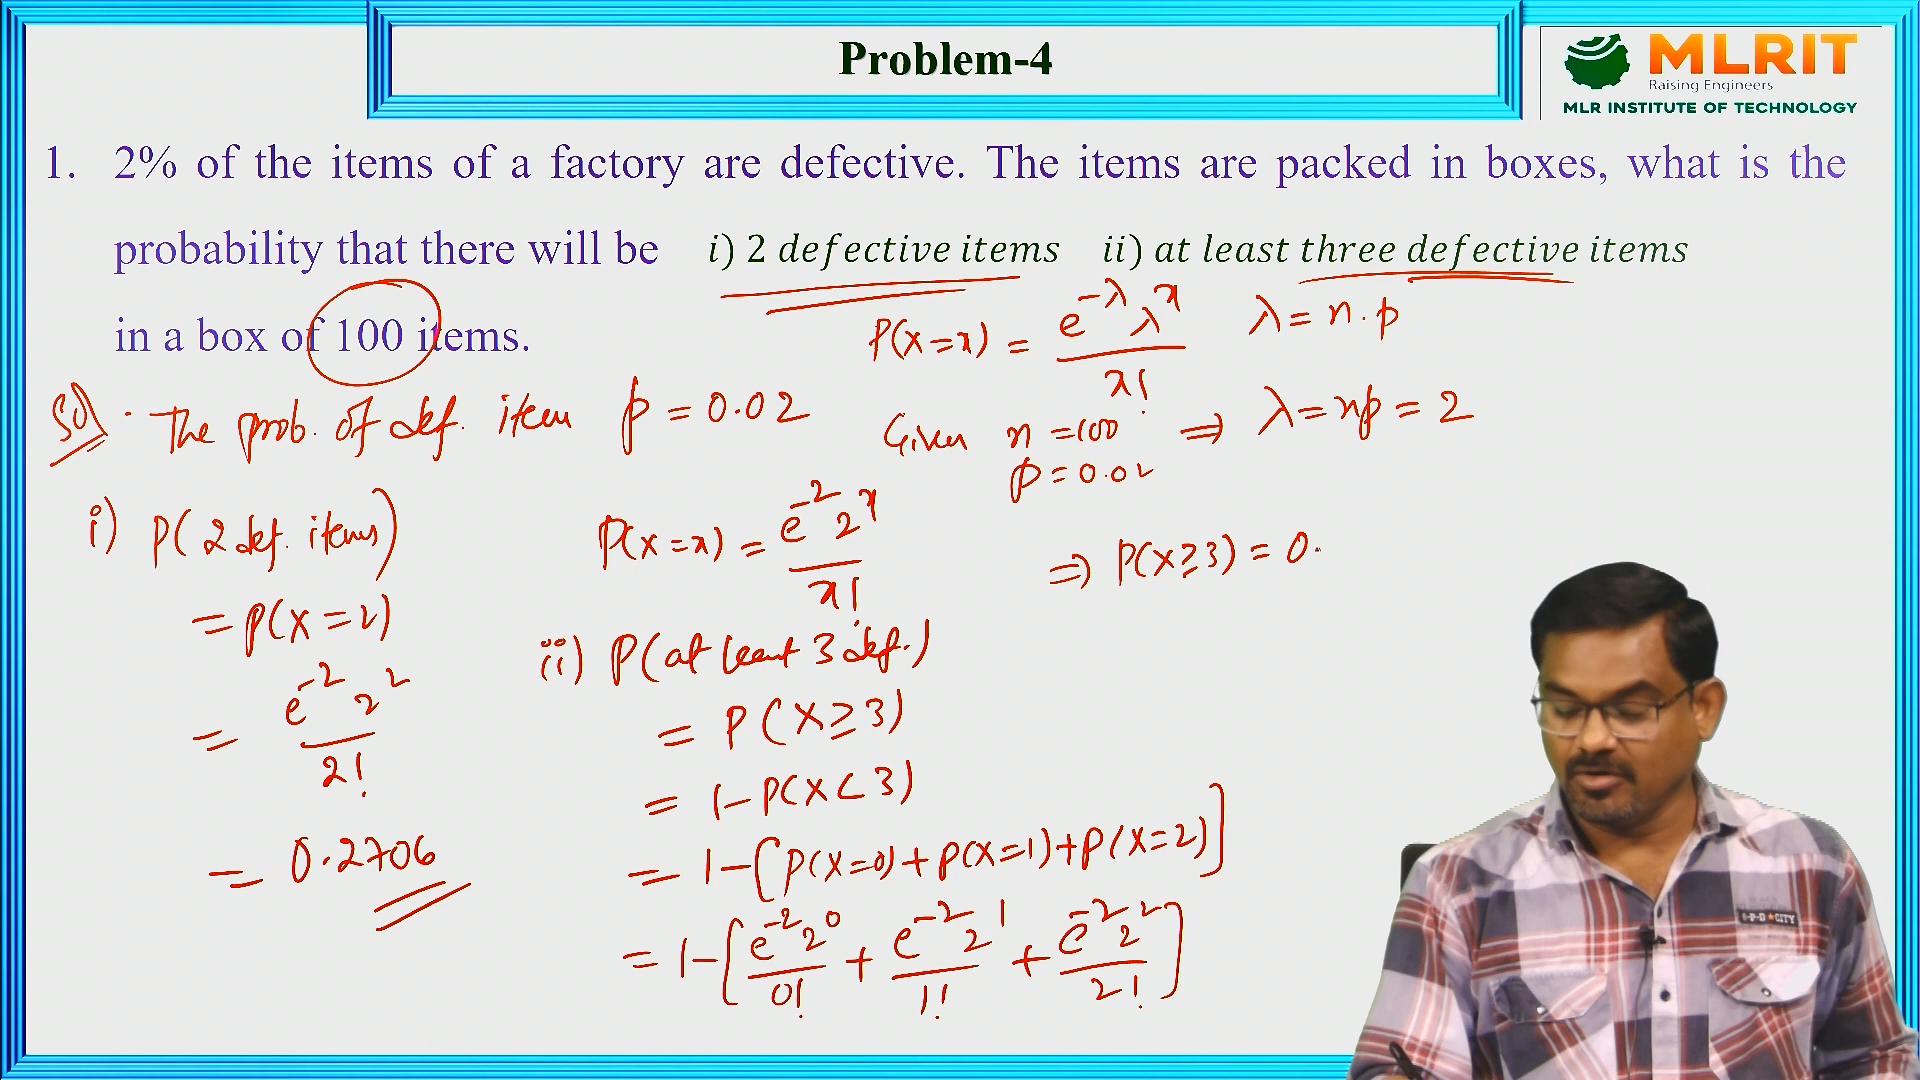 Problem-4
MLRIT
Raising Engineers
MLR INSTITUTE OF TECHNOLOGY
1. 2% of the items of a factory are defective. The items are packed in boxes, what is the
probability that there will be i) 2 defective items ii) at least three defective items
in a box of 100 items.
P(X=x) = e^-λ λ^x / x! λ = n.p
Sol. The prob. of def. item p = 0.02
Given n = 100 ⇒ λ = np = 2
p = 0.02
i) P(2 def. items)
= P(X=2)
= e^-2 2^2 / 2!
= 0.2706
P(X=x) = e^-2 2^x / x!
ii) P(at least 3 def.)
= P(X≥3)
= 1-P(X<3)
= 1-[P(X=0)+P(X=1)+P(X=2)]
= 1-[e^-2 2^0 / 0! + e^-2 2^1 / 1! + e^-2 2^2 / 2!]
⇒ P(X≥3) = 0.
S-P-D CITY